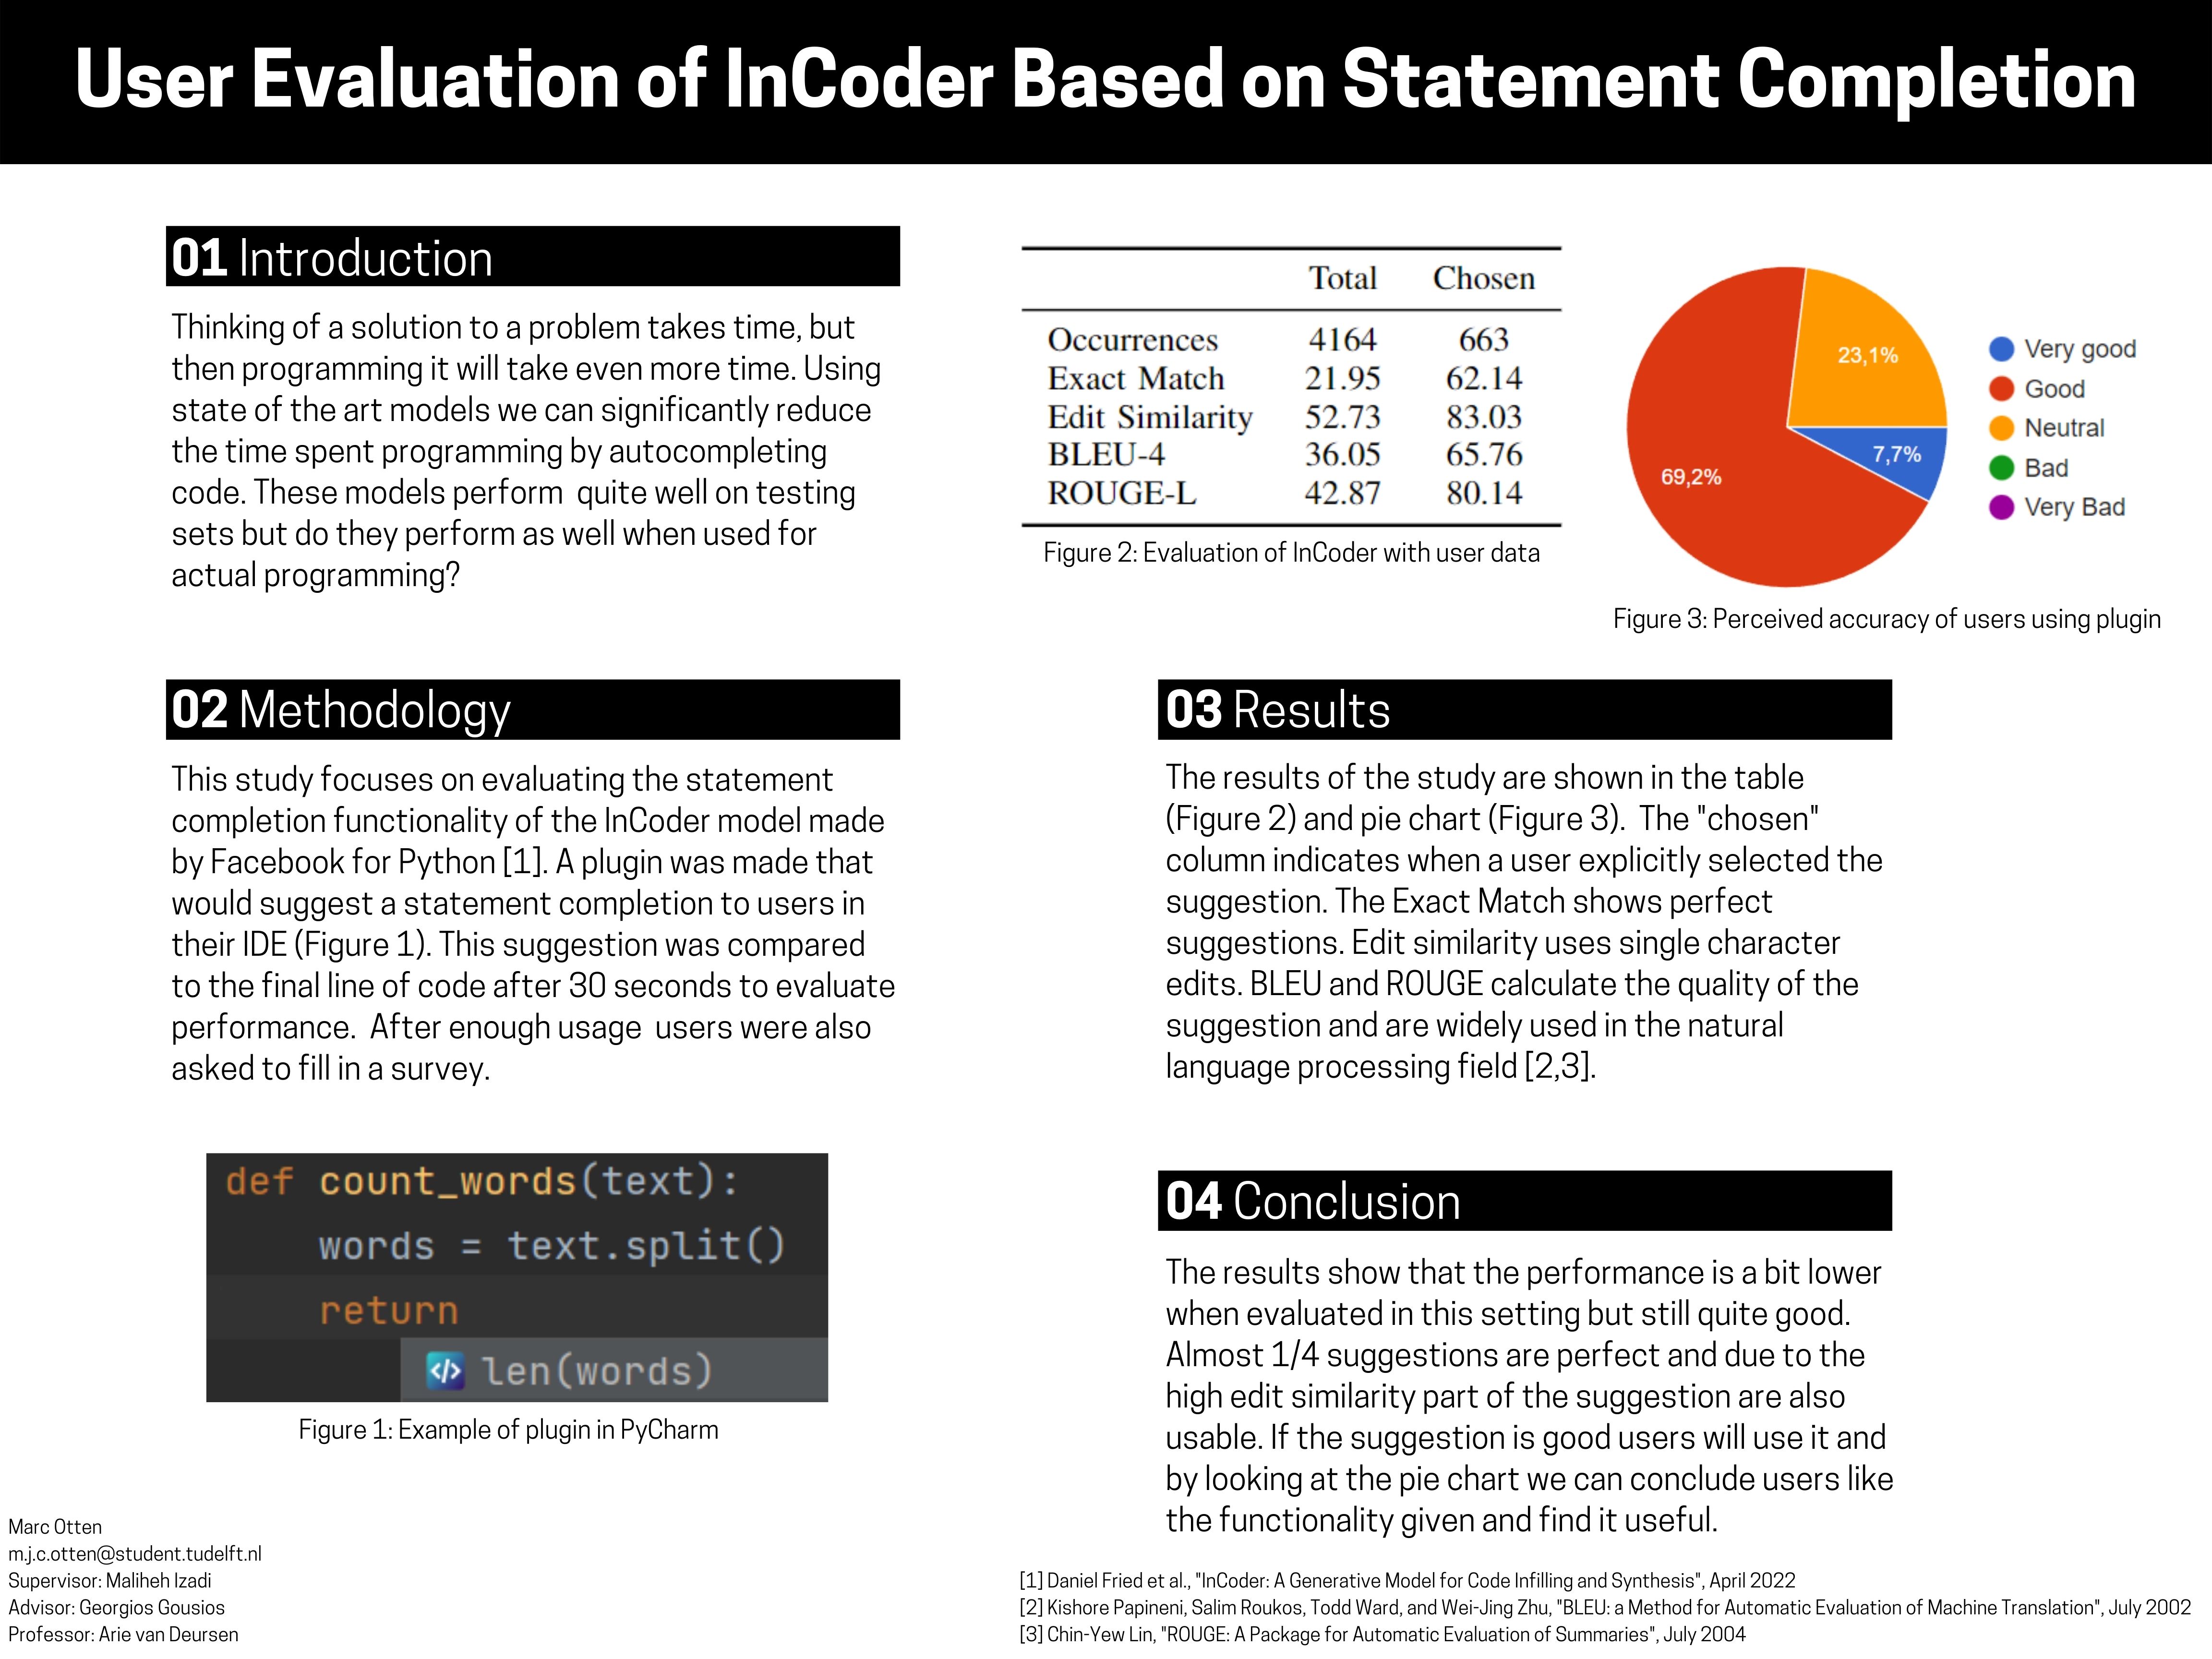 User Evaluation of InCoder Based on Statement Completion
01 Introduction
Thinking of a solution to a problem takes time, but
then programming it will take even more time. Using
state of the art models we can significantly reduce
the time spent programming by autocompleting
code. These models perform  quite well on testing
sets but do they perform as well when used for
actual programming?
02 Methodology
This study focuses on evaluating the statement
completion functionality of the InCoder model made
by Facebook for Python [1]. A plugin was made that
would suggest a statement completion to users in
their IDE (Figure 1). This suggestion was compared
to the final line of code after 30 seconds to evaluate
performance.  After enough usage  users were also
asked to fill in a survey.
def count_words(text):
words = text.split()
return
</> len(words)
Figure 1: Example of plugin in PyCharm
Marc Otten
m.j.c.otten@student.tudelft.nl
Supervisor: Maliheh Izadi
Advisor: Georgios Gousios
Professor: Arie van Deursen
Total Chosen
Occurrences 4164 663
Exact Match 21.95 62.14
Edit Similarity 52.73 83.03
BLEU-4 36.05 65.76
ROUGE-L 42.87 80.14
Figure 2: Evaluation of InCoder with user data
23,1%
7,7%
69,2%
Very good
Good
Neutral
Bad
Very Bad
Figure 3: Perceived accuracy of users using plugin
03 Results
The results of the study are shown in the table
(Figure 2) and pie chart (Figure 3).  The "chosen"
column indicates when a user explicitly selected the
suggestion. The Exact Match shows perfect
suggestions. Edit similarity uses single character
edits. BLEU and ROUGE calculate the quality of the
suggestion and are widely used in the natural
language processing field [2,3].
04 Conclusion
The results show that the performance is a bit lower
when evaluated in this setting but still quite good.
Almost 1/4 suggestions are perfect and due to the
high edit similarity part of the suggestion are also
usable. If the suggestion is good users will use it and
by looking at the pie chart we can conclude users like
the functionality given and find it useful.
[1] Daniel Fried et al., "InCoder: A Generative Model for Code Infilling and Synthesis", April 2022
[2] Kishore Papineni, Salim Roukos, Todd Ward, and Wei-Jing Zhu, "BLEU: a Method for Automatic Evaluation of Machine Translation", July 2002
[3] Chin-Yew Lin, "ROUGE: A Package for Automatic Evaluation of Summaries", July 2004